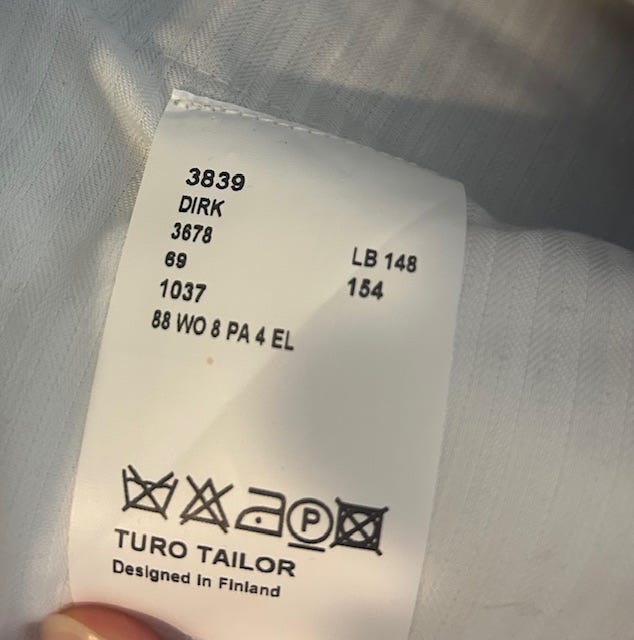 3839
DIRK
3678
69 LB 148
1037 154
88 WO 8 PA 4 EL
P
TURO TAILOR
Designed in Finland